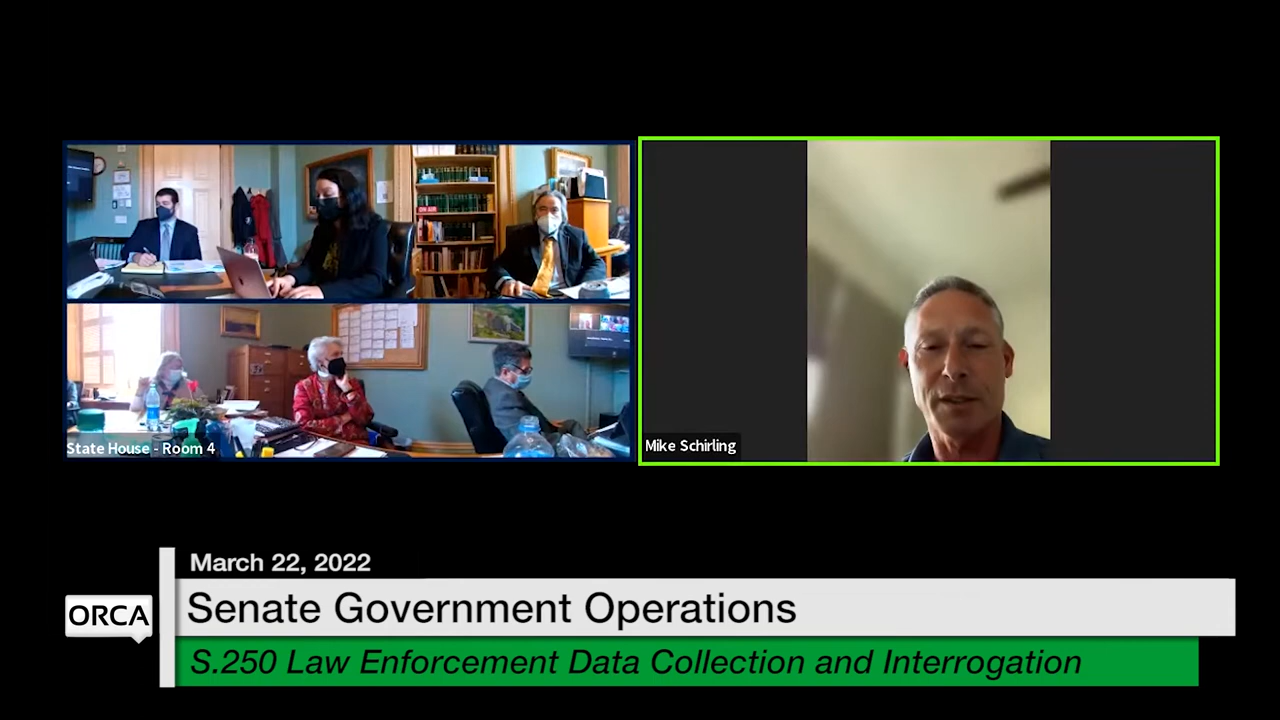 State House - Room 4
Mike Schirling
March 22, 2022
ORCA
Senate Government Operations
S.250 Law Enforcement Data Collection and Interrogation